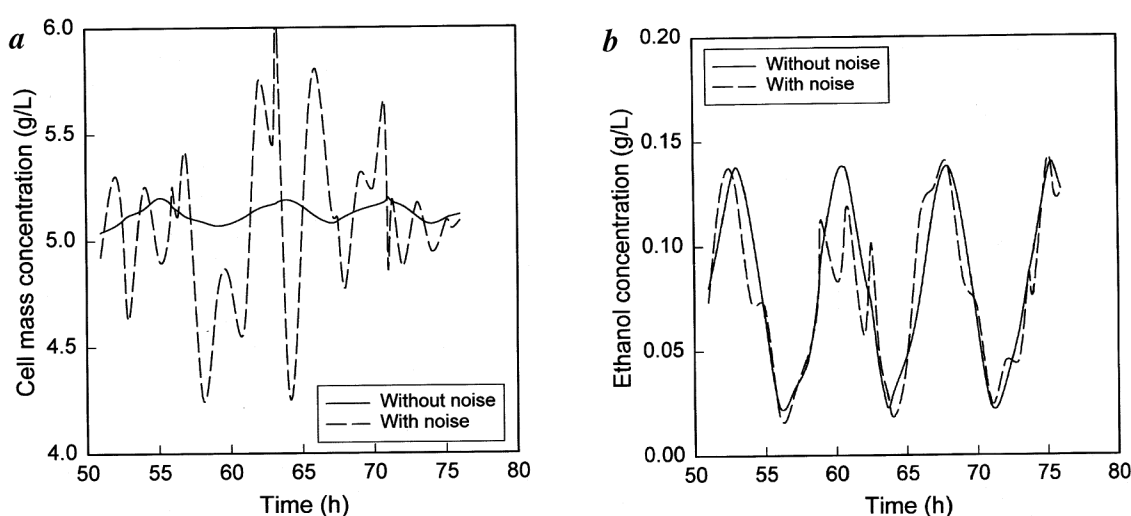 a
6.0
5.5
5.0
4.5
4.0
Cell mass concentration (g/L)
Without noise
With noise
50 55 60 65 70 75 80
Time (h)
b
0.20
0.15
0.10
0.05
0.00
Ethanol concentration (g/L)
Without noise
With noise
50 55 60 65 70 75 80
Time (h)